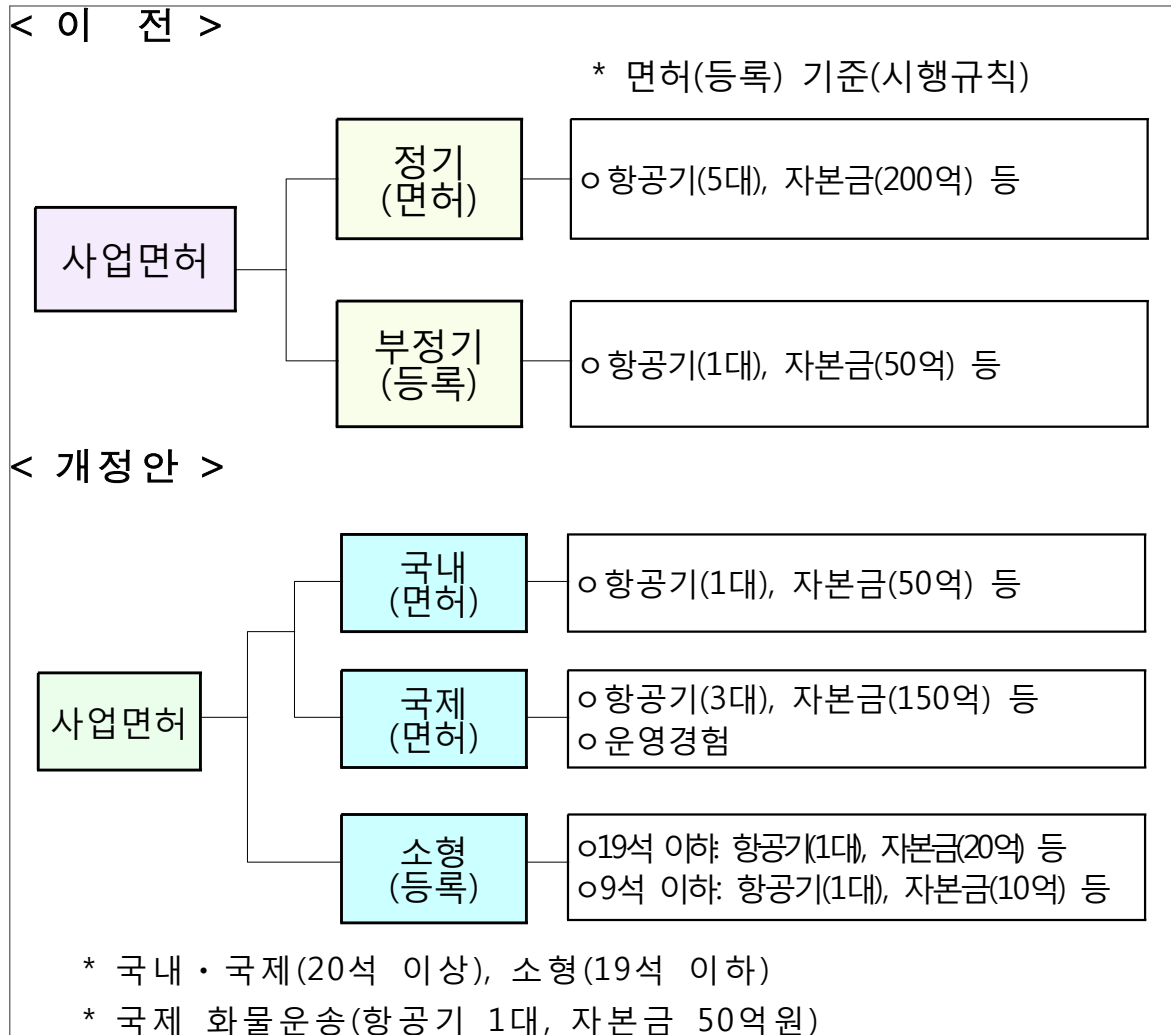 < 이 전 >
* 면허(등록) 기준(시행규칙)
정기
(면허)
ㅇ항공기(5대), 자본금(200억) 등
사업면허
부정기
(등록)
ㅇ항공기(1대), 자본금(50억) 등
< 개정안 >
국내
(면허)
ㅇ항공기(1대), 자본금(50억) 등
사업면허
국제
(면허)
ㅇ항공기(3대), 자본금(150억) 등
ㅇ운영경험
소형
(등록)
ㅇ19석 이하: 항공기(1대), 자본금(20억) 등
ㅇ9석 이하: 항공기(1대), 자본금(10억) 등
* 국내・국제(20석 이상), 소형(19석 이하)
* 국제 화물운송(항공기 1대, 자본금 50억원)